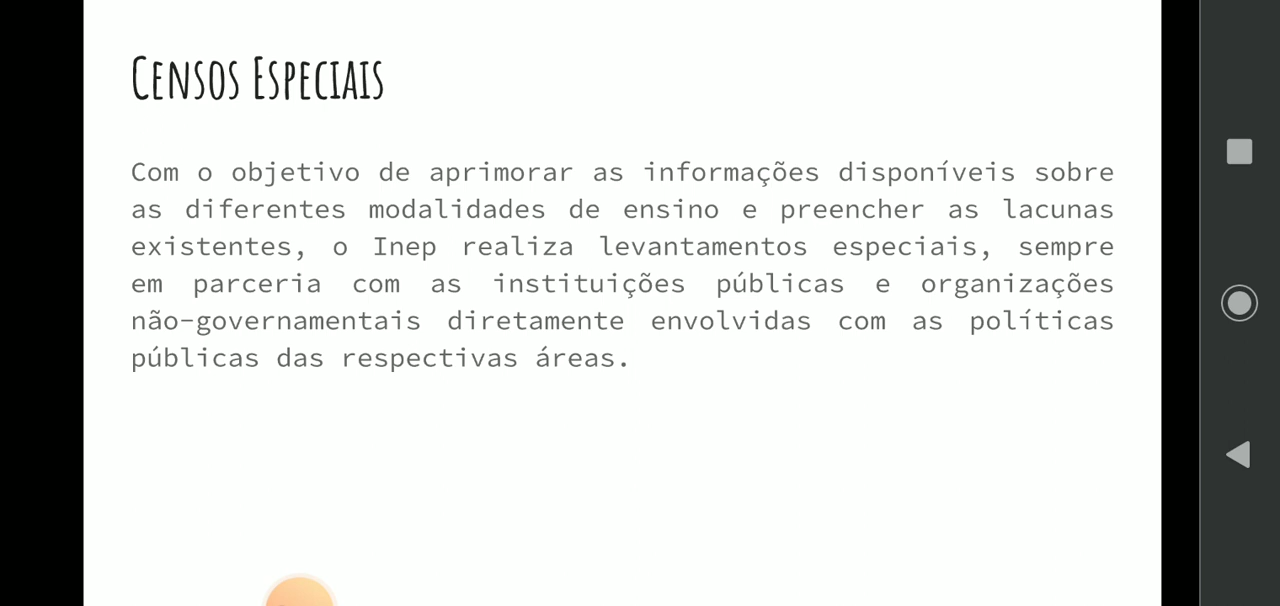 Censos Especiais
Com o objetivo de aprimorar as informações disponíveis sobre
as diferentes modalidades de ensino e preencher as lacunas
existentes, o Inep realiza levantamentos especiais, sempre
em parceria com as instituições públicas e organizações
não-governamentais diretamente envolvidas com as políticas
públicas das respectivas áreas.